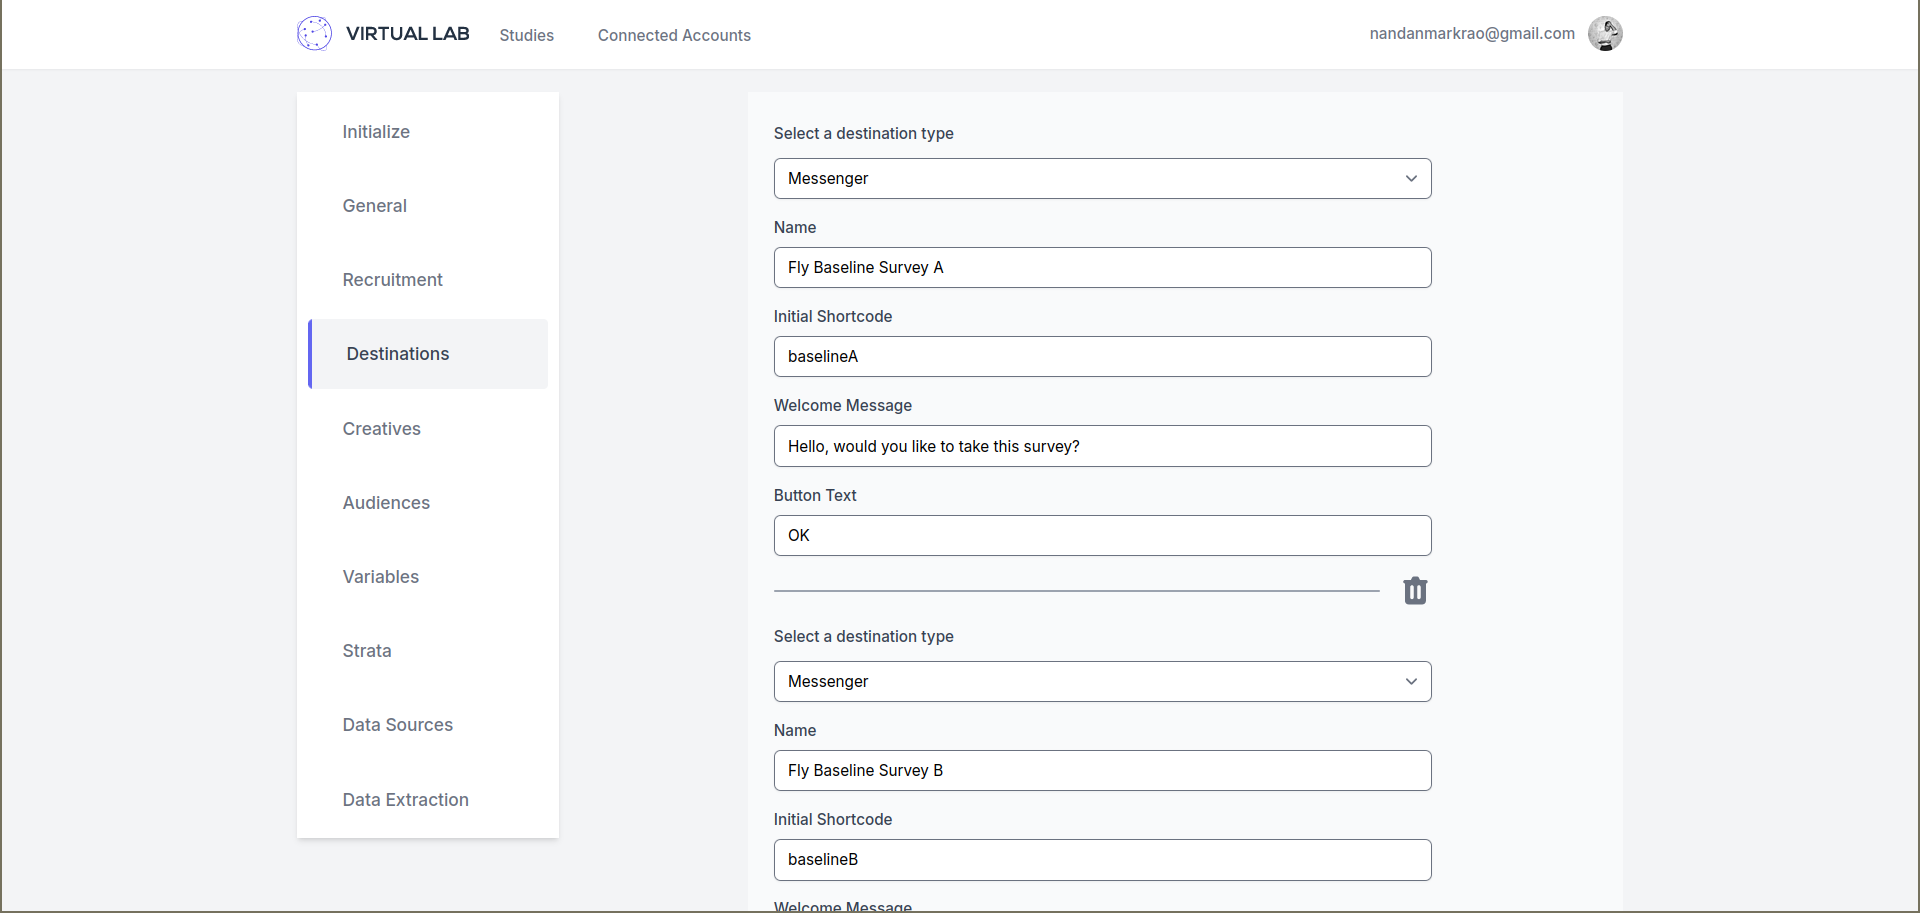 VIRTUAL LAB
Studies
Connected Accounts
nandanmarkrao@gmail.com
Initialize
General
Recruitment
Destinations
Creatives
Audiences
Variables
Strata
Data Sources
Data Extraction
Select a destination type
Messenger
Name
Fly Baseline Survey A
Initial Shortcode
baselineA
Welcome Message
Hello, would you like to take this survey?
Button Text
OK
Select a destination type
Messenger
Name
Fly Baseline Survey B
Initial Shortcode
baselineB
Welcome Message